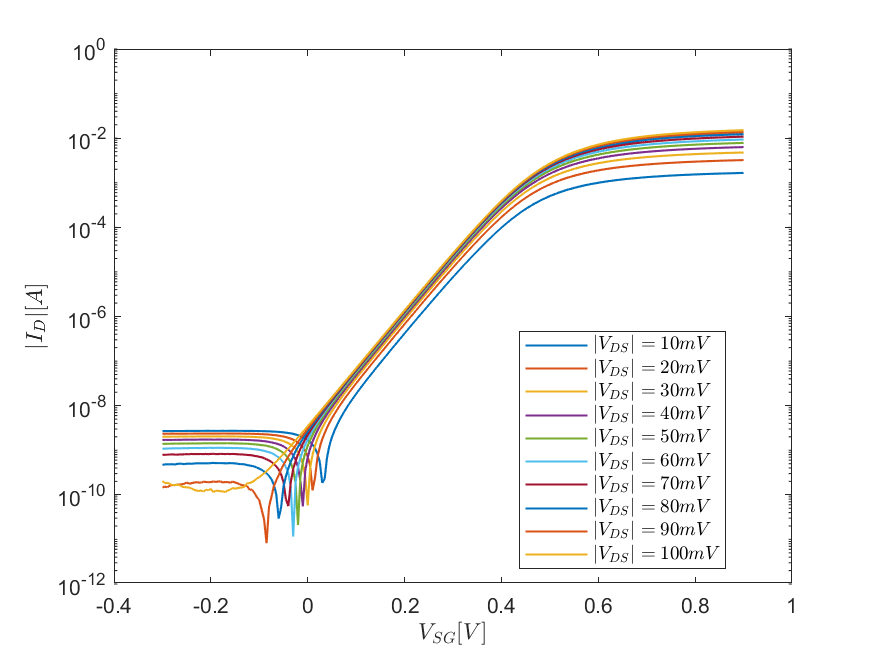 10^0
10^-2
10^-4
10^-6
10^-8
10^-10
10^-12
|I_D|[A]
|V_DS| = 10mV
|V_DS| = 20mV
|V_DS| = 30mV
|V_DS| = 40mV
|V_DS| = 50mV
|V_DS| = 60mV
|V_DS| = 70mV
|V_DS| = 80mV
|V_DS| = 90mV
|V_DS| = 100mV
-0.4 -0.2 0 0.2 0.4 0.6 0.8 1
V_SG[V]